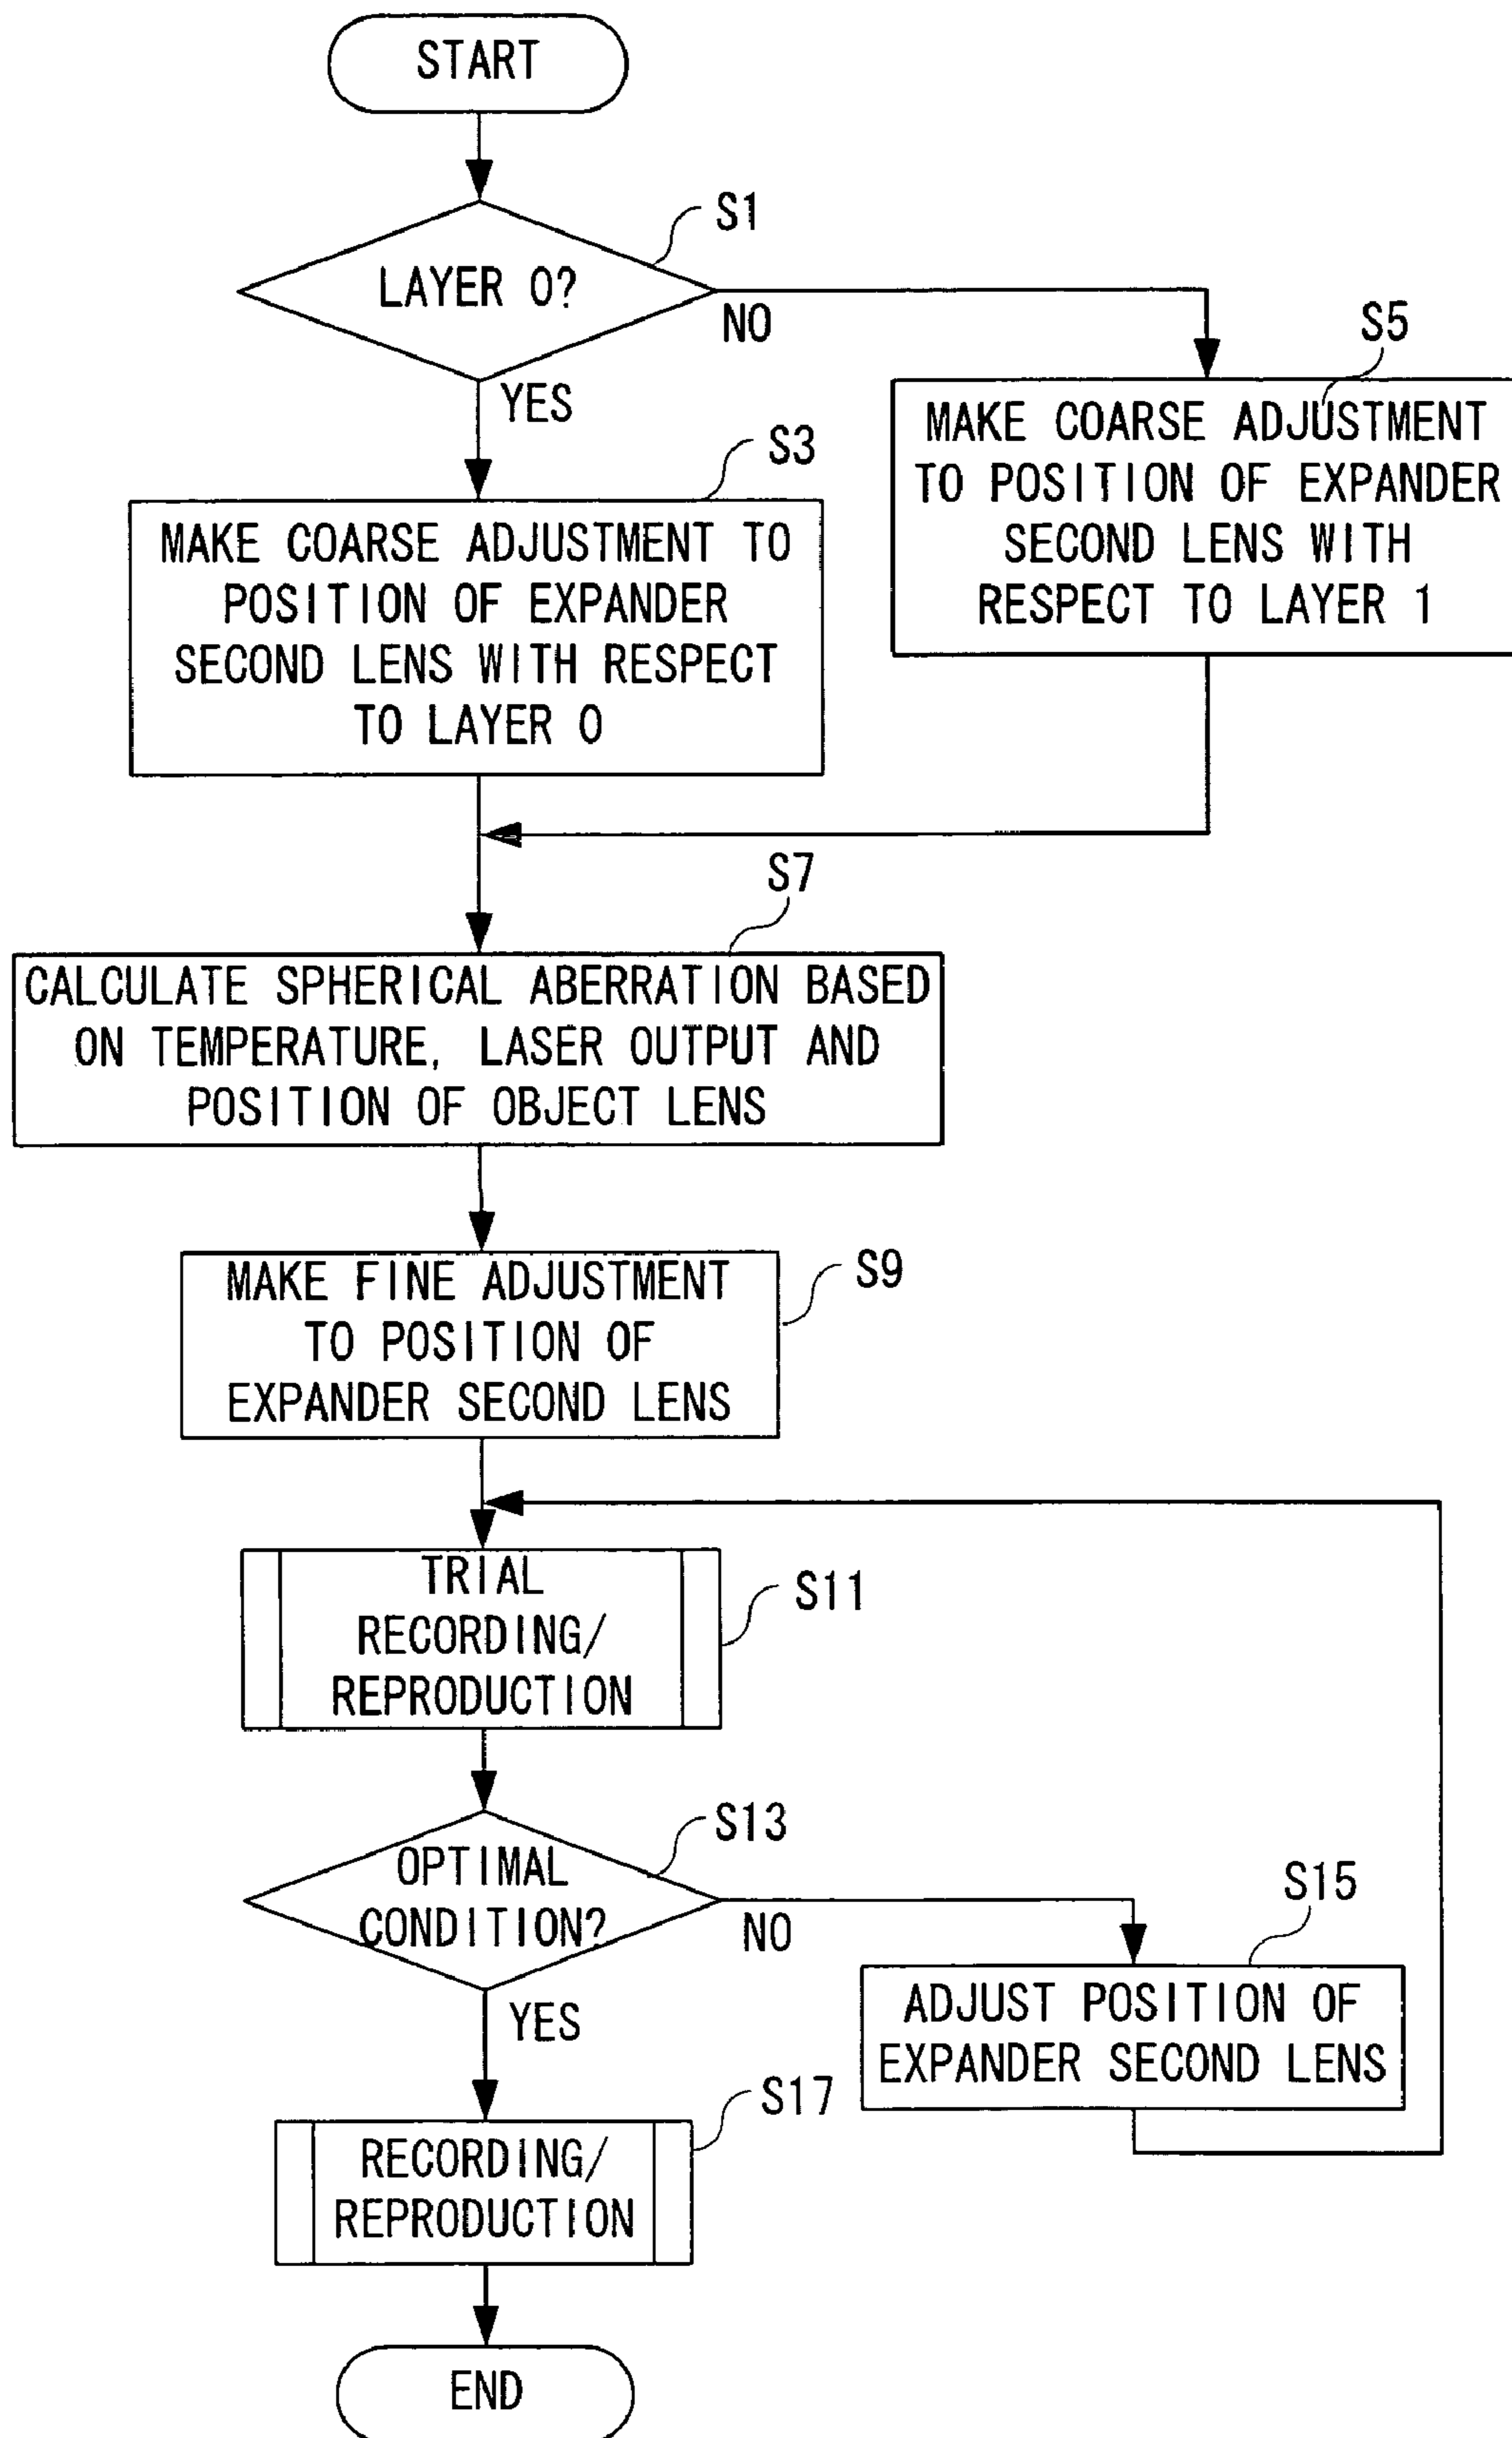 START
S1
LAYER 0?
NO
YES
S5
MAKE COARSE ADJUSTMENT
TO POSITION OF EXPANDER
SECOND LENS WITH
RESPECT TO LAYER 1
S3
MAKE COARSE ADJUSTMENT TO
POSITION OF EXPANDER
SECOND LENS WITH RESPECT
TO LAYER 0
S7
CALCULATE SPHERICAL ABERRATION BASED
ON TEMPERATURE, LASER OUTPUT AND
POSITION OF OBJECT LENS
S9
MAKE FINE ADJUSTMENT
TO POSITION OF
EXPANDER SECOND LENS
S11
TRIAL
RECORDING/
REPRODUCTION
S13
OPTIMAL
CONDITION?
NO
YES
S15
ADJUST POSITION OF
EXPANDER SECOND LENS
S17
RECORDING/
REPRODUCTION
END